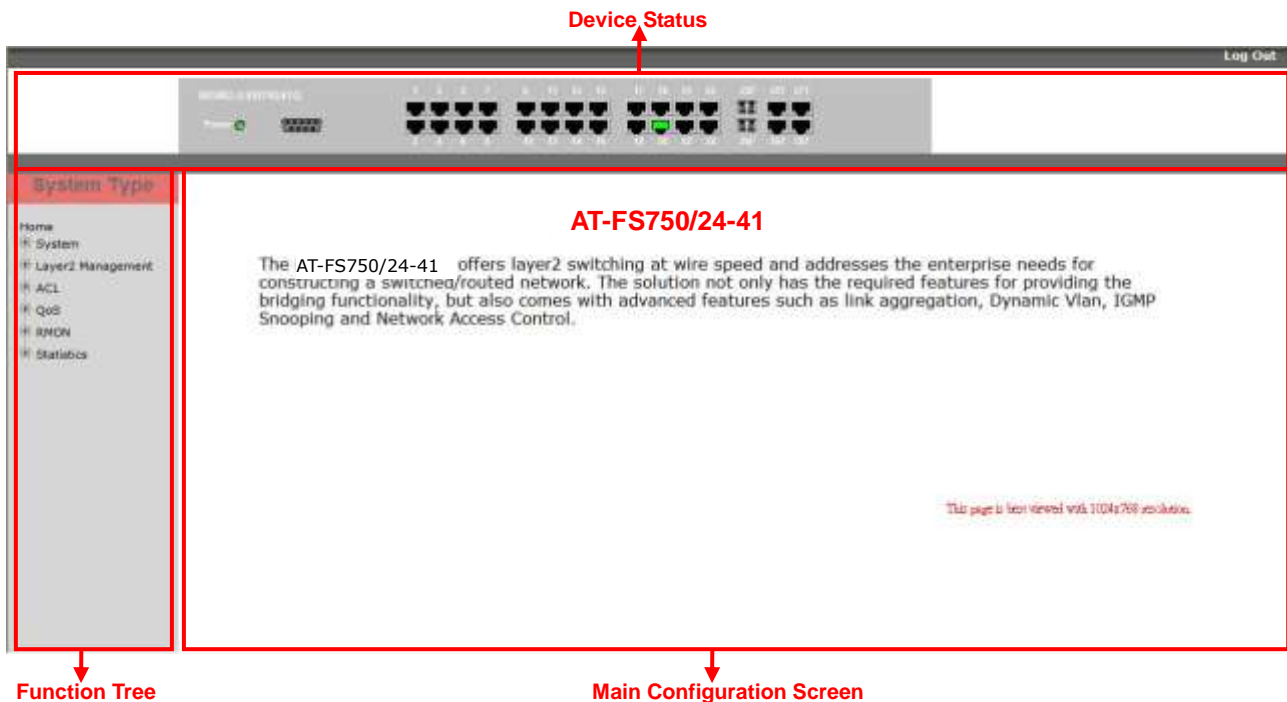 Device Status
Log Out
System Type
Home
System
Layer2 Management
ACL
QoS
RMON
Statistics
AT-FS750/24-41
The AT-FS750/24-41 offers layer2 switching at wire speed and addresses the enterprise needs for
constructing a switched/routed network. The solution not only has the required features for providing the
bridging functionality, but also comes with advanced features such as link aggregation, Dynamic Vlan, IGMP
Snooping and Network Access Control.
This page is best viewed with 1024x768 resolution.
Function Tree
Main Configuration Screen